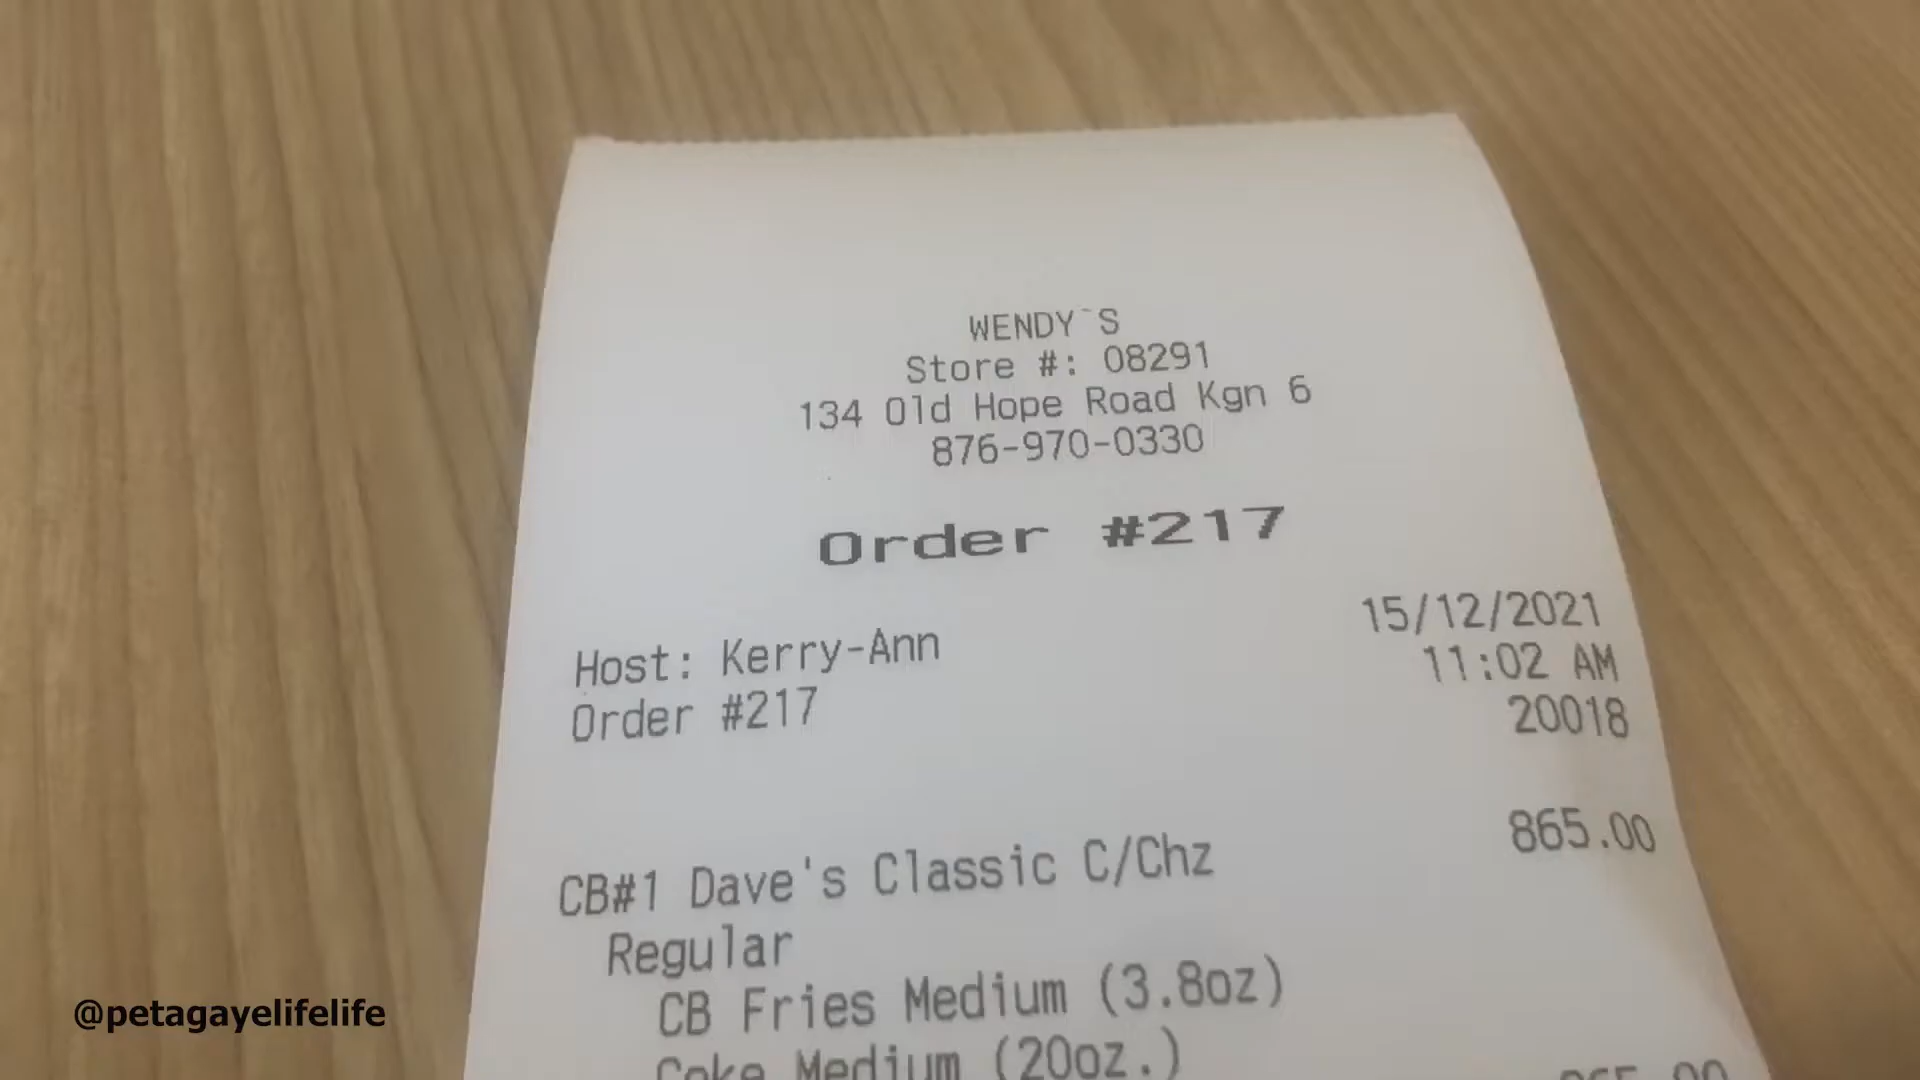 WENDY`S
Store #: 08291
134 Old Hope Road Kgn 6
876-970-0330
Order #217
Host: Kerry-Ann 15/12/2021
11:02 AM
Order #217 20018
CB#1 Dave's Classic C/Chz 865.00
Regular
CB Fries Medium (3.8oz)
Coke Medium (20oz.)
@petagayelifelife